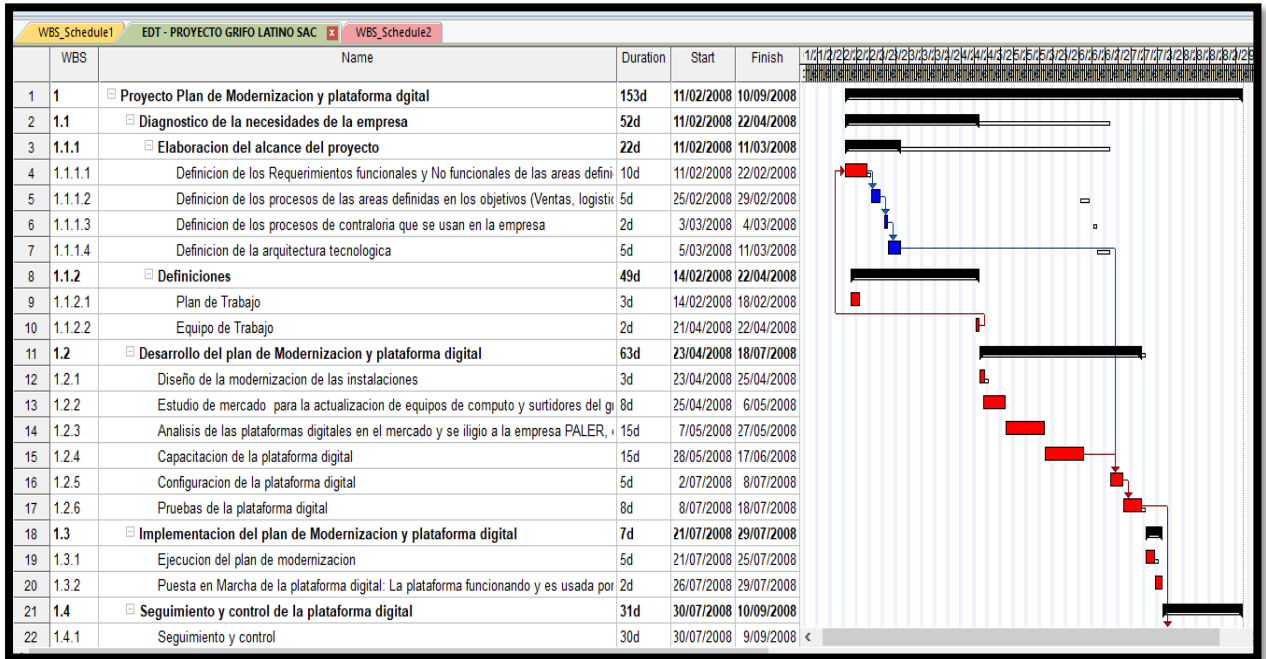 WBS_Schedule1 EDT - PROYECTO GRIFO LATINO SAC WBS_Schedule2
WBS Name Duration Start Finish
1 1 Proyecto Plan de Modernizacion y plataforma dgital 153d 11/02/2008 10/09/2008
2 1.1 Diagnostico de la necesidades de la empresa 52d 11/02/2008 22/04/2008
3 1.1.1 Elaboracion del alcance del proyecto 22d 11/02/2008 11/03/2008
4 1.1.1.1 Definicion de los Requerimientos funcionales y No funcionales de las areas defini 10d 11/02/2008 22/02/2008
5 1.1.1.2 Definicion de los procesos de las areas definidas en los objetivos (Ventas, logistic 5d 25/02/2008 29/02/2008
6 1.1.1.3 Definicion de los procesos de contraloria que se usan en la empresa 2d 3/03/2008 4/03/2008
7 1.1.1.4 Definicion de la arquitectura tecnologica 5d 5/03/2008 11/03/2008
8 1.1.2 Definiciones 49d 14/02/2008 22/04/2008
9 1.1.2.1 Plan de Trabajo 3d 14/02/2008 18/02/2008
10 1.1.2.2 Equipo de Trabajo 2d 21/04/2008 22/04/2008
11 1.2 Desarrollo del plan de Modernizacion y plataforma digital 63d 23/04/2008 18/07/2008
12 1.2.1 Diseño de la modernizacion de las instalaciones 3d 23/04/2008 25/04/2008
13 1.2.2 Estudio de mercado para la actualizacion de equipos de computo y surtidores del gr 8d 25/04/2008 6/05/2008
14 1.2.3 Analisis de las plataformas digitales en el mercado y se iligio a la empresa PALER, 15d 7/05/2008 27/05/2008
15 1.2.4 Capacitacion de la plataforma digital 15d 28/05/2008 17/06/2008
16 1.2.5 Configuracion de la plataforma digital 5d 2/07/2008 8/07/2008
17 1.2.6 Pruebas de la plataforma digital 8d 8/07/2008 18/07/2008
18 1.3 Implementacion del plan de Modernizacion y plataforma digital 7d 21/07/2008 29/07/2008
19 1.3.1 Ejecucion del plan de modernizacion 5d 21/07/2008 25/07/2008
20 1.3.2 Puesta en Marcha de la plataforma digital: La plataforma funcionando y es usada por 2d 26/07/2008 29/07/2008
21 1.4 Seguimiento y control de la plataforma digital 31d 30/07/2008 10/09/2008
22 1.4.1 Seguimiento y control 30d 30/07/2008 9/09/2008